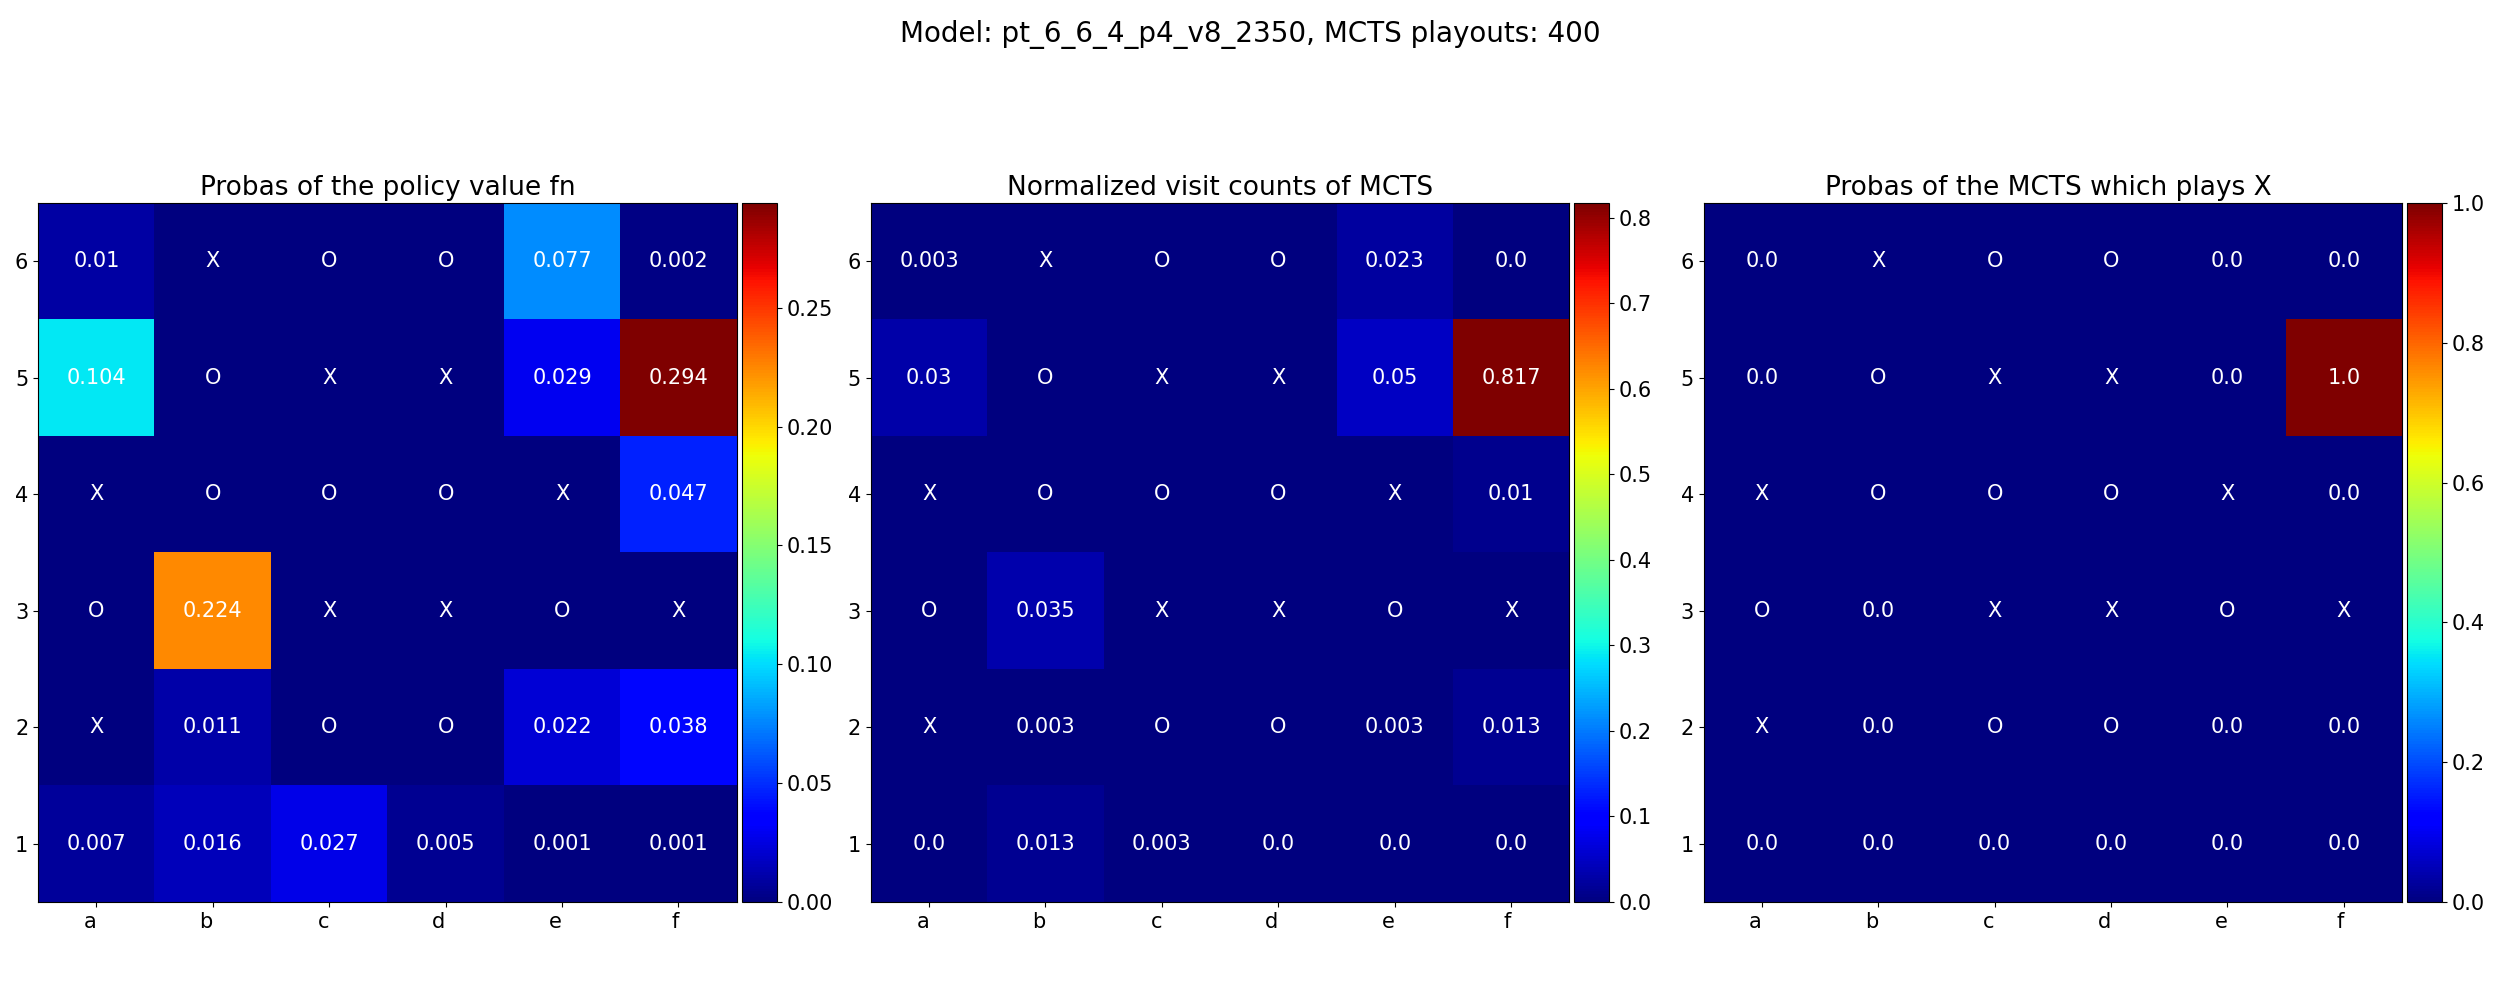 Model: pt_6_6_4_p4_v8_2350, MCTS playouts: 400
Probas of the policy value fn
6 0.01 X O O 0.077 0.002
5 0.104 O X X 0.029 0.294
4 X O O O X 0.047
3 O 0.224 X X O X
2 X 0.011 O O 0.022 0.038
1 0.007 0.016 0.027 0.005 0.001 0.001
a b c d e f
0.25
0.20
0.15
0.10
0.05
0.00
Normalized visit counts of MCTS
6 0.003 X O O 0.023 0.0
5 0.03 O X X 0.05 0.817
4 X O O O X 0.01
3 O 0.035 X X O X
2 X 0.003 O O 0.003 0.013
1 0.0 0.013 0.003 0.0 0.0 0.0
a b c d e f
0.8
0.7
0.6
0.5
0.4
0.3
0.2
0.1
0.0
Probas of the MCTS which plays X
6 0.0 X O O 0.0 0.0
5 0.0 O X X 0.0 1.0
4 X O O O X 0.0
3 O 0.0 X X O X
2 X 0.0 O O 0.0 0.0
1 0.0 0.0 0.0 0.0 0.0 0.0
a b c d e f
1.0
0.8
0.6
0.4
0.2
0.0